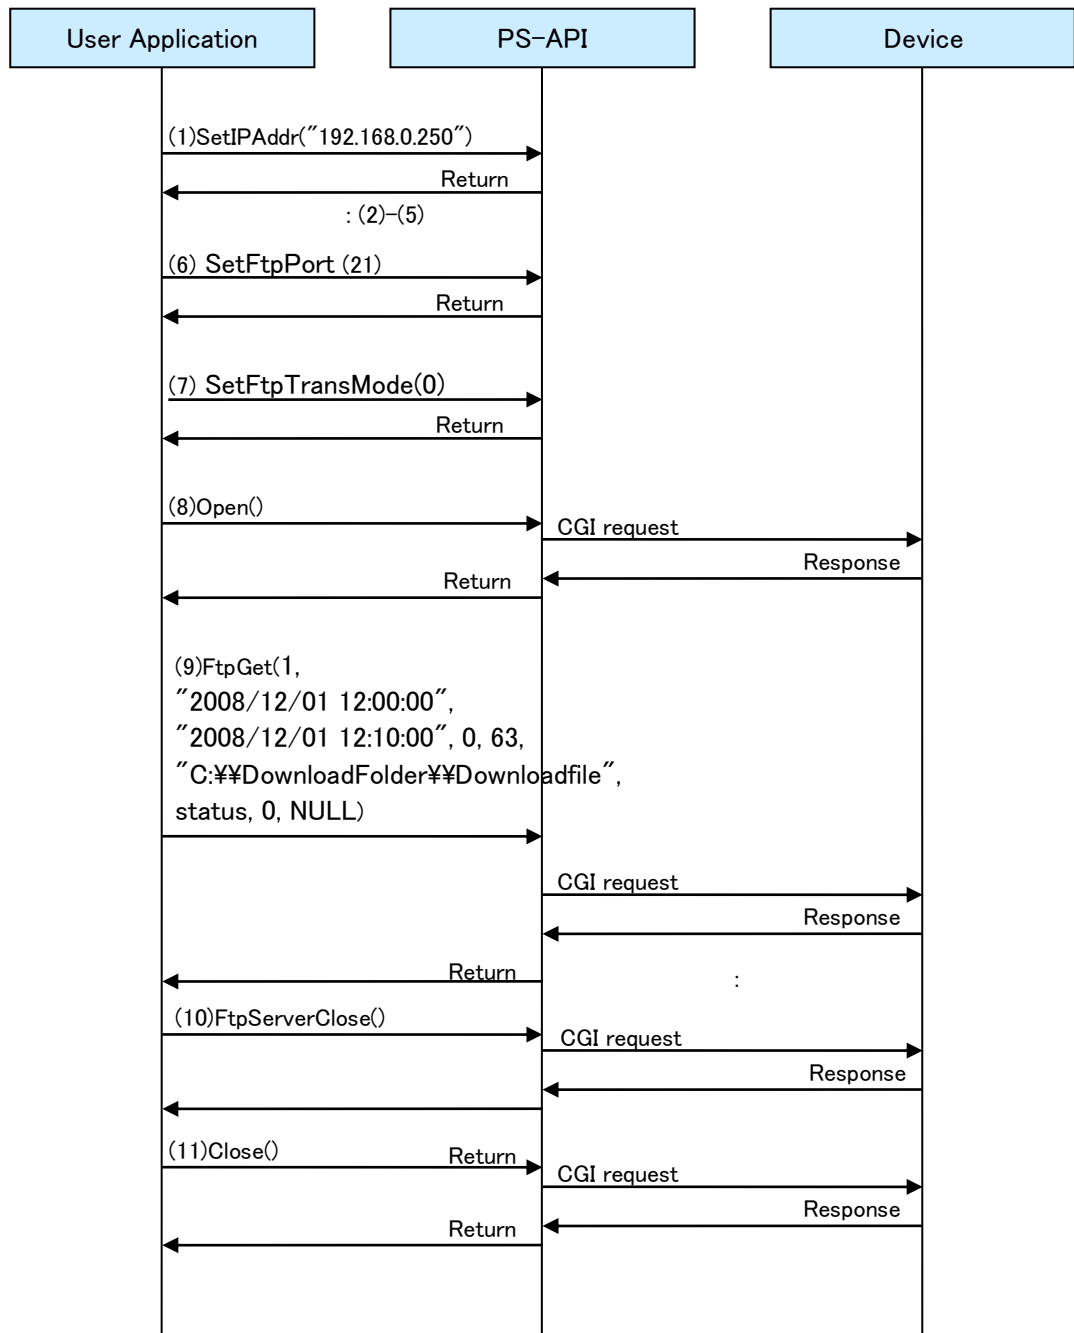 User Application
PS-API
Device
(1)SetIPAddr("192.168.0.250")
Return
: (2)-(5)
(6) SetFtpPort (21)
Return
(7) SetFtpTransMode(0)
Return
(8)Open()
CGI request
Response
Return
(9)FtpGet(1,
"2008/12/01 12:00:00",
"2008/12/01 12:10:00", 0, 63,
"C:¥¥DownloadFolder¥¥Downloadfile",
status, 0, NULL)
CGI request
Response
Return
:
(10)FtpServerClose()
CGI request
Response
(11)Close()
Return
CGI request
Response
Return